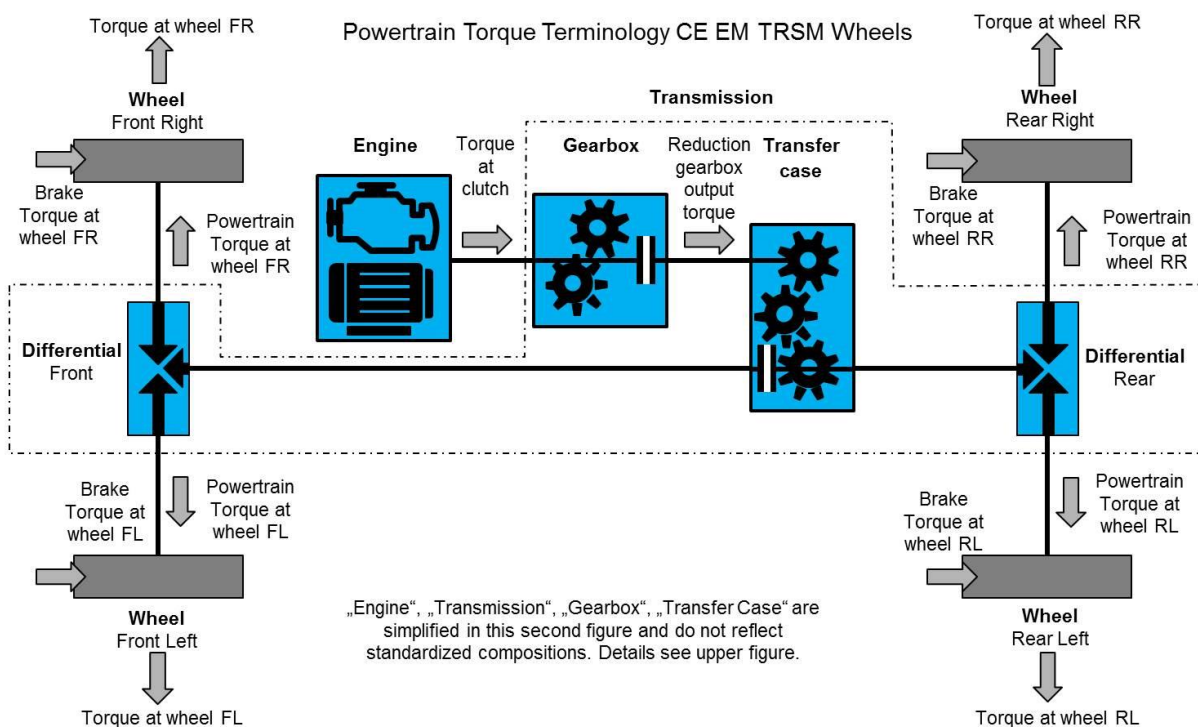 Torque at wheel FR
Powertrain Torque Terminology CE EM TRSM Wheels
Torque at wheel RR
Wheel
Front Right
Transmission
Wheel
Rear Right
Engine
Torque
at
clutch
Gearbox
Reduction
gearbox
output
torque
Transfer
case
Brake
Torque at
wheel FR
Powertrain
Torque at
wheel FR
Brake
Torque at
wheel RR
Powertrain
Torque at
wheel RR
Differential
Front
Differential
Rear
Brake
Torque at
wheel FL
Powertrain
Torque at
wheel FL
Brake
Torque at
wheel RL
Powertrain
Torque at
wheel RL
Wheel
Front Left
„Engine“, „Transmission“, „Gearbox“, „Transfer Case“ are
simplified in this second figure and do not reflect
standardized compositions. Details see upper figure.
Wheel
Rear Left
Torque at wheel FL
Torque at wheel RL